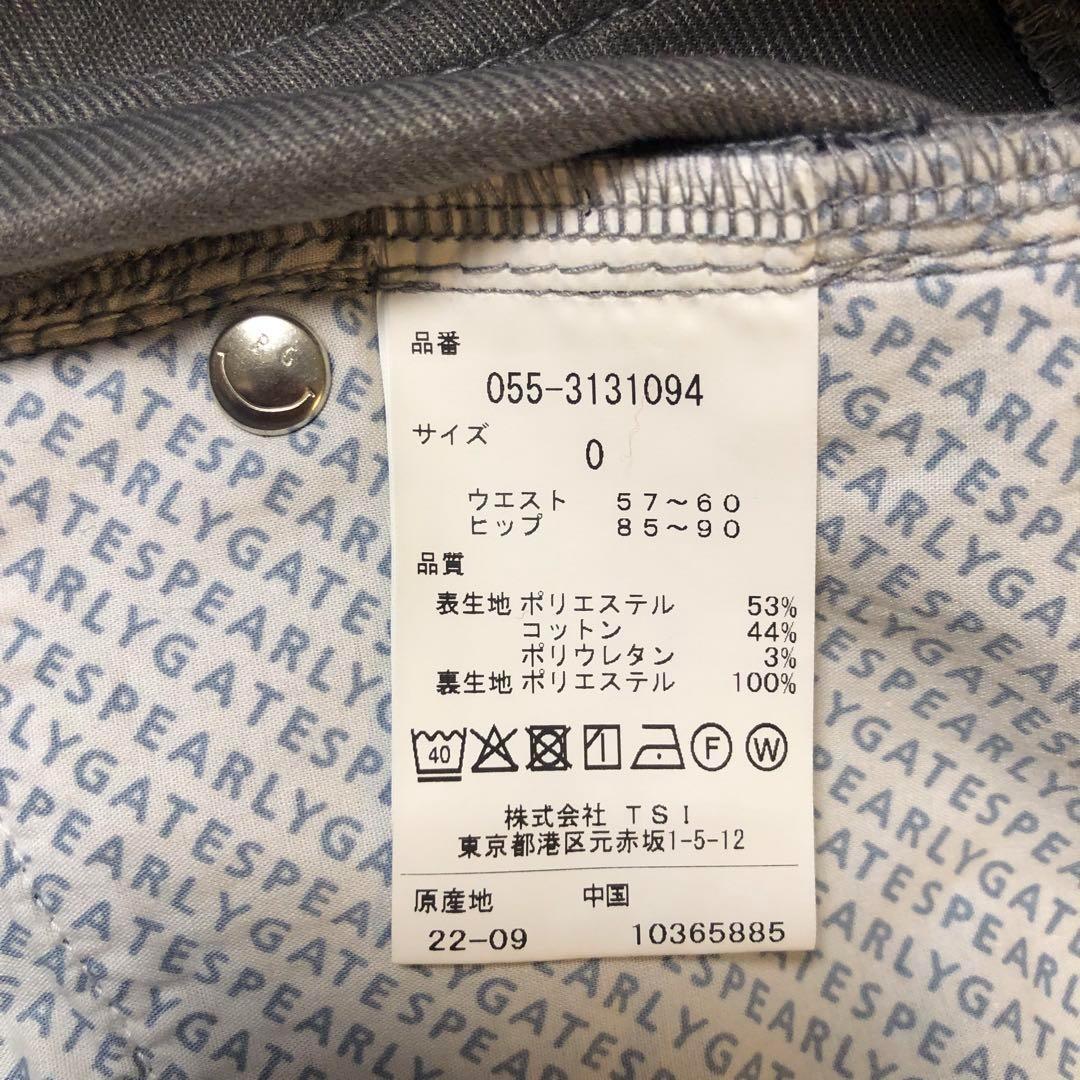 PG
品番
055-3131094
サイズ
0
ウエスト 57～60
ヒップ 85～90
品質
表生地 ポリエステル 53%
コットン 44%
ポリウレタン 3%
裏生地 ポリエステル 100%
40
F
W
株式会社 TSI
東京都港区元赤坂1-5-12
原産地 中国
22-09 10365885
PEARLYGATES